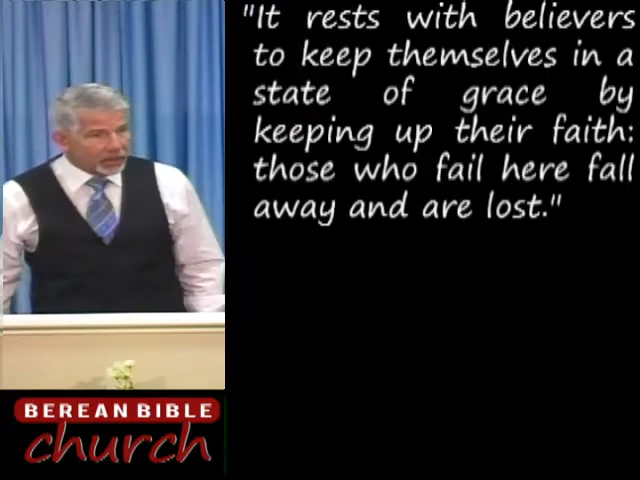 "It rests with believers
to keep themselves in a
state of grace by
keeping up their faith:
those who fail here fall
away and are lost."
BEREAN BIBLE
church